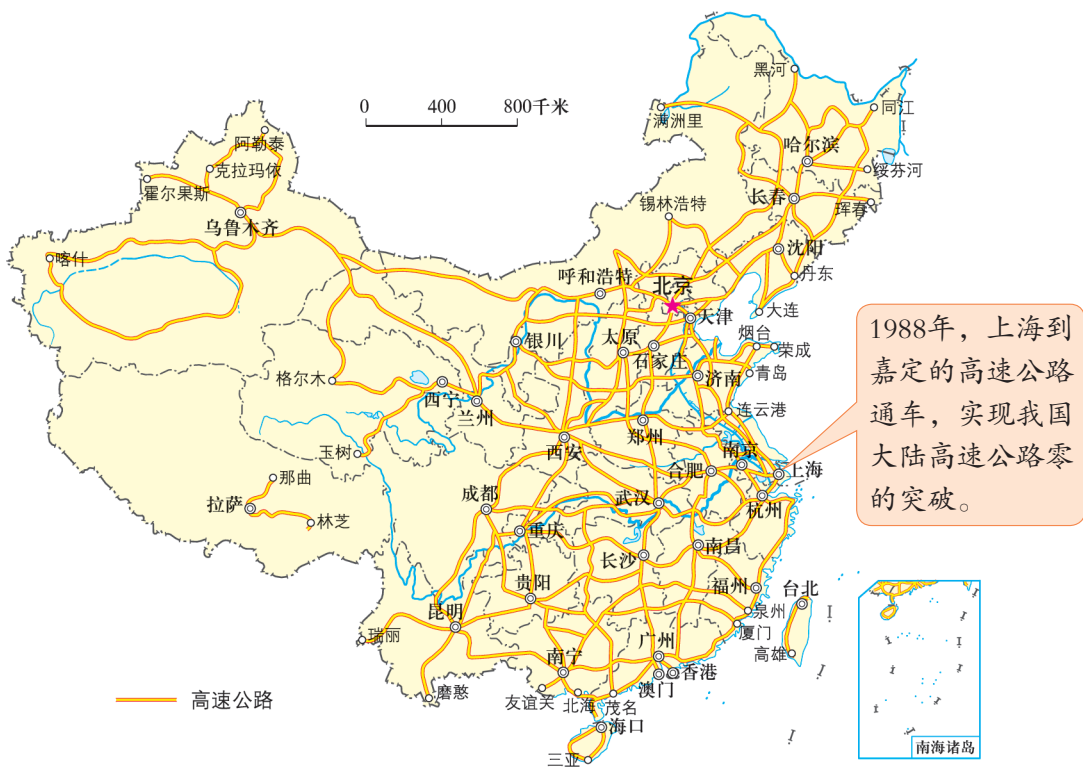 黑河
0 400 800千米
满洲里
同江
阿勒泰
哈尔滨
克拉玛依
绥芬河
霍尔果斯
长春
锡林浩特
珲春
乌鲁木齐
沈阳
喀什
丹东
呼和浩特
北京
大连
天津
烟台
荣成
银川
太原
石家庄
青岛
济南
格尔木
西宁
兰州
连云港
郑州
西安
玉树
南京
合肥
上海
那曲
成都
武汉
杭州
拉萨
林芝
重庆
长沙
南昌
贵阳
福州
台北
昆明
泉州
瑞丽
厦门
广州
高雄
南宁
香港
澳门
磨憨
友谊关
北海
茂名
海口
三亚
1988年，上海到
嘉定的高速公路
通车，实现我国
大陆高速公路零
的突破。
高速公路
南海诸岛